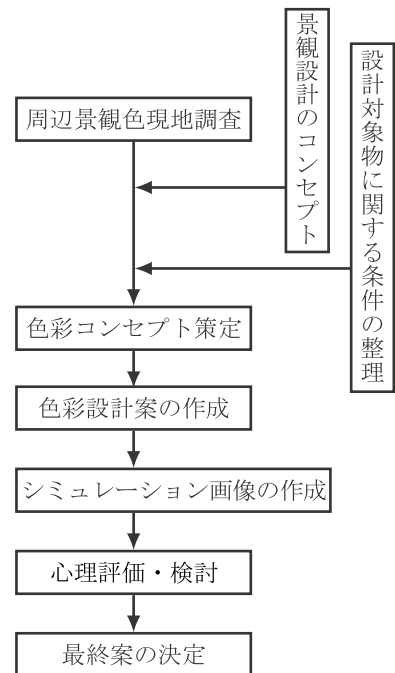 景観設計のコンセプト
設計対象物に関する条件の整理
周辺景観色現地調査
色彩コンセプト策定
色彩設計案の作成
シミュレーション画像の作成
心理評価・検討
最終案の決定